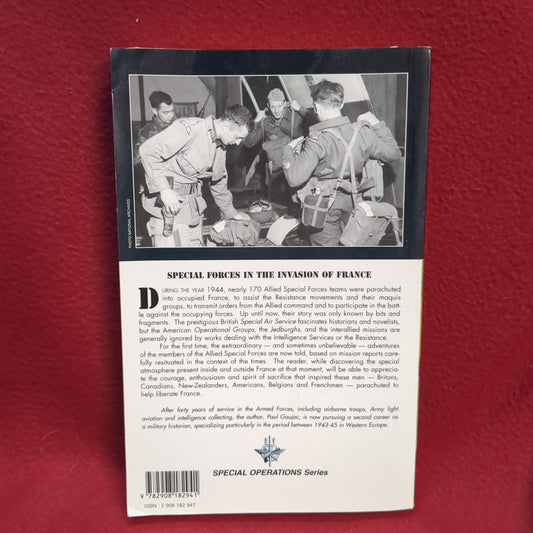 PHOTO NATIONAL ARCHIVES
SPECIAL FORCES IN THE INVASION OF FRANCE
DURING THE YEAR 1944, nearly 170 Allied Special Forces teams were parachuted
into occupied France, to assist the Resistance movements and their maquis
groups, to transmit orders from the Allied command and to participate in the bat-
tle against the occupying forces. Up until now, their story was only known by bits and
fragments. The prestigious British Special Air Service fascinates historians and novelists,
but the American Operational Groups, the Jedburghs, and the interallied missions are
generally ignored by works dealing with the Intelligence Services or the Resistance.
For the first time, the extraordinary — and sometimes unbelievable — adventures
of the members of the Allied Special Forces are now told, based on mission reports care-
fully resituated in the context of the times. The reader, while discovering the special
atmosphere present inside and outside France at that moment, will be able to apprecia-
te the courage, enthusiasm and spirit of sacrifice that inspired these men — Britons,
Canadians, New-Zealanders, Americans, Belgians and Frenchmen — parachuted to
help liberate France.
After forty years of service in the Armed Forces, including airborne troops, Army light
aviation and intelligence collecting, the author, Paul Gaujac, is now pursuing a second career as
a military historian, specializing particularly in the period between 1943-45 in Western Europe.
SPECIAL OPERATIONS Series
9 782908 182941
ISBN : 2 908 182 947